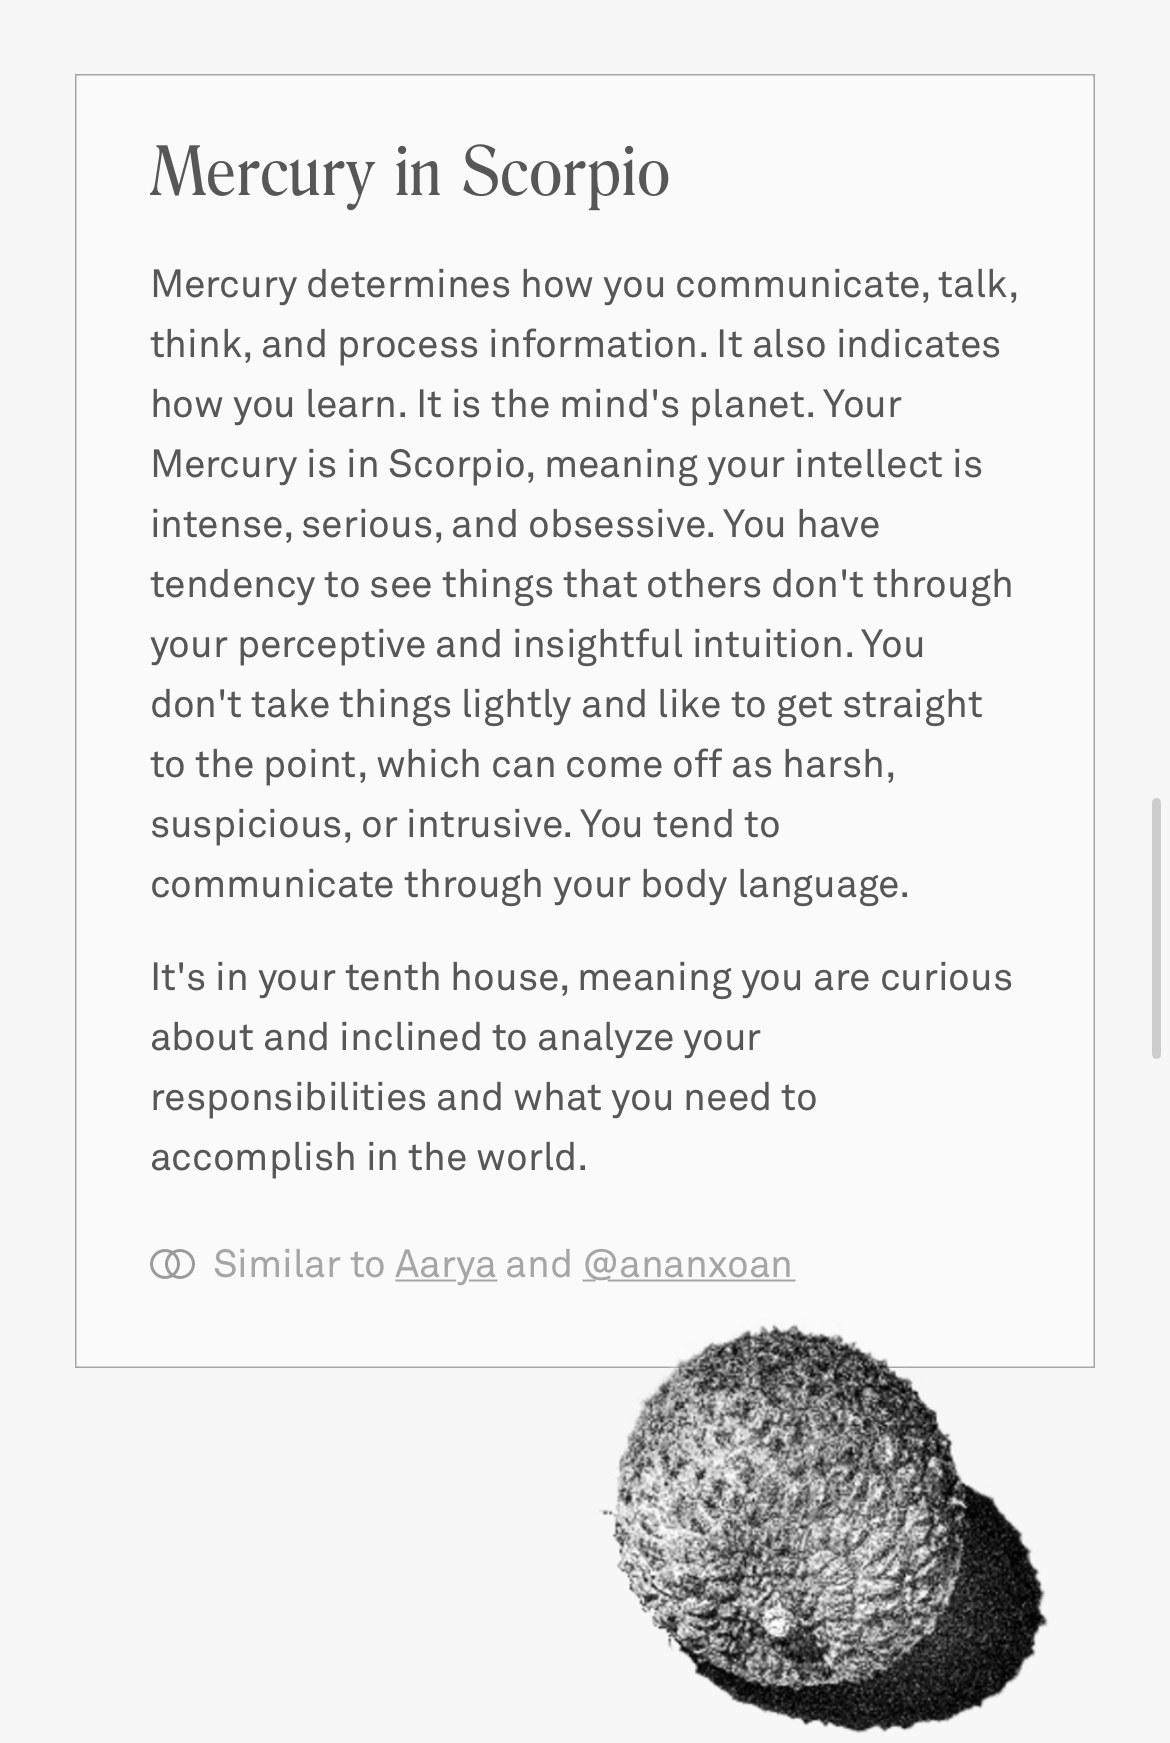 Mercury in Scorpio
Mercury determines how you communicate, talk,
think, and process information. It also indicates
how you learn. It is the mind's planet. Your
Mercury is in Scorpio, meaning your intellect is
intense, serious, and obsessive. You have
tendency to see things that others don't through
your perceptive and insightful intuition. You
don't take things lightly and like to get straight
to the point, which can come off as harsh,
suspicious, or intrusive. You tend to
communicate through your body language.
It's in your tenth house, meaning you are curious
about and inclined to analyze your
responsibilities and what you need to
accomplish in the world.
Similar to Aarya and @ananxoan